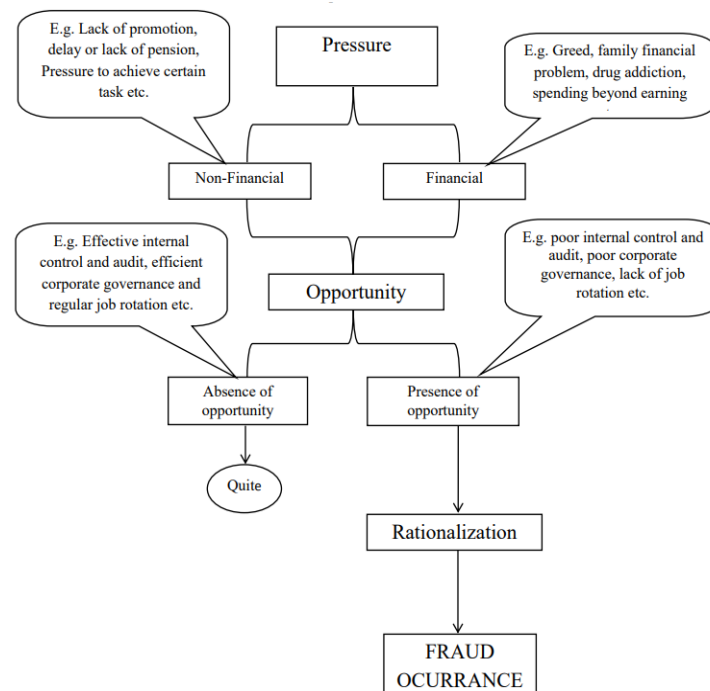 E.g. Lack of promotion,
delay or lack of pension,
Pressure to achieve certain
task etc.
Pressure
E.g. Greed, family financial
problem, drug addiction,
spending beyond earning
Non-Financial
Financial
E.g. Effective internal
control and audit, efficient
corporate governance and
regular job rotation etc.
E.g. poor internal control and
audit, poor corporate
governance, lack of job
rotation etc.
Opportunity
Absence of
opportunity
Presence of
opportunity
Quite
Rationalization
FRAUD
OCURRANCE